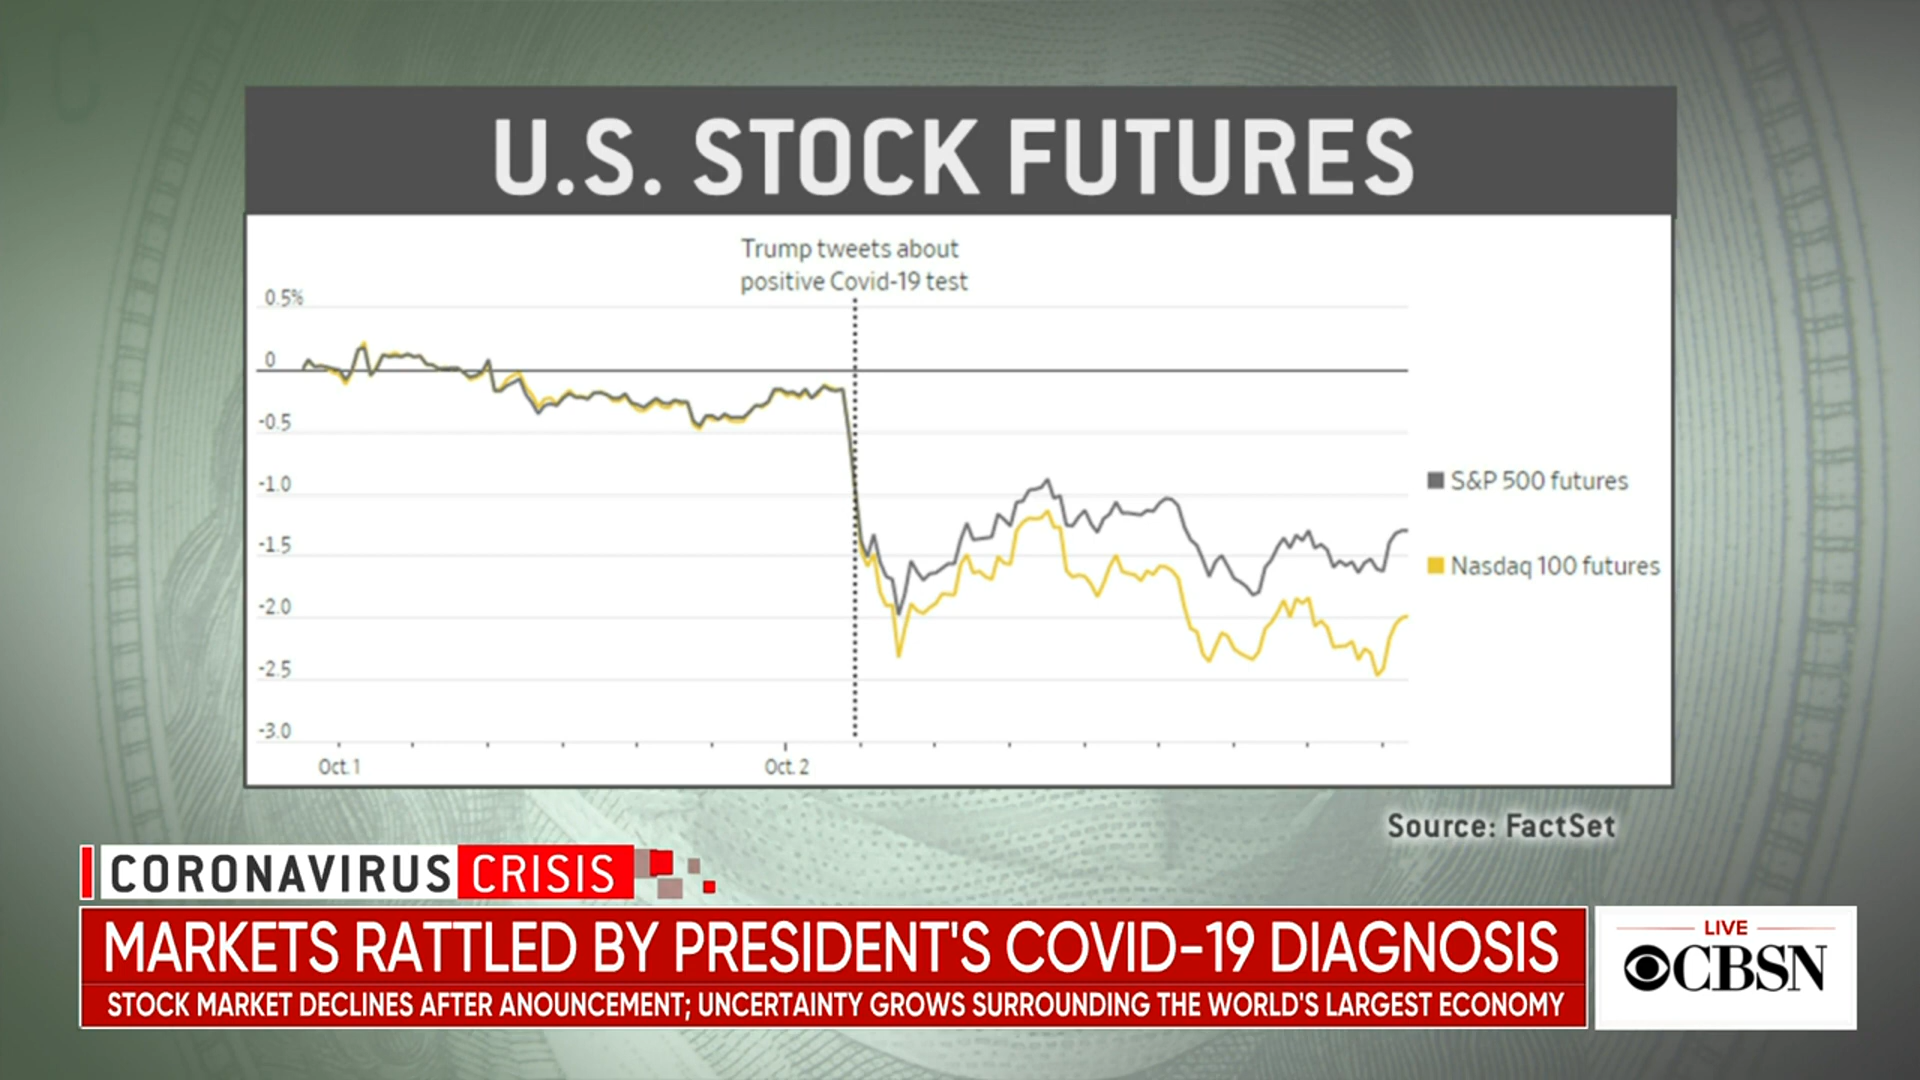 U.S. STOCK FUTURES
Trump tweets about
positive Covid-19 test
0.5%
0
-0.5
-1.0
-1.5
-2.0
-2.5
-3.0
Oct. 1
Oct. 2
S&P 500 futures
Nasdaq 100 futures
Source: FactSet
CORONAVIRUS CRISIS
MARKETS RATTLED BY PRESIDENT'S COVID-19 DIAGNOSIS
STOCK MARKET DECLINES AFTER ANOUNCEMENT; UNCERTAINTY GROWS SURROUNDING THE WORLD'S LARGEST ECONOMY
LIVE
CBSN